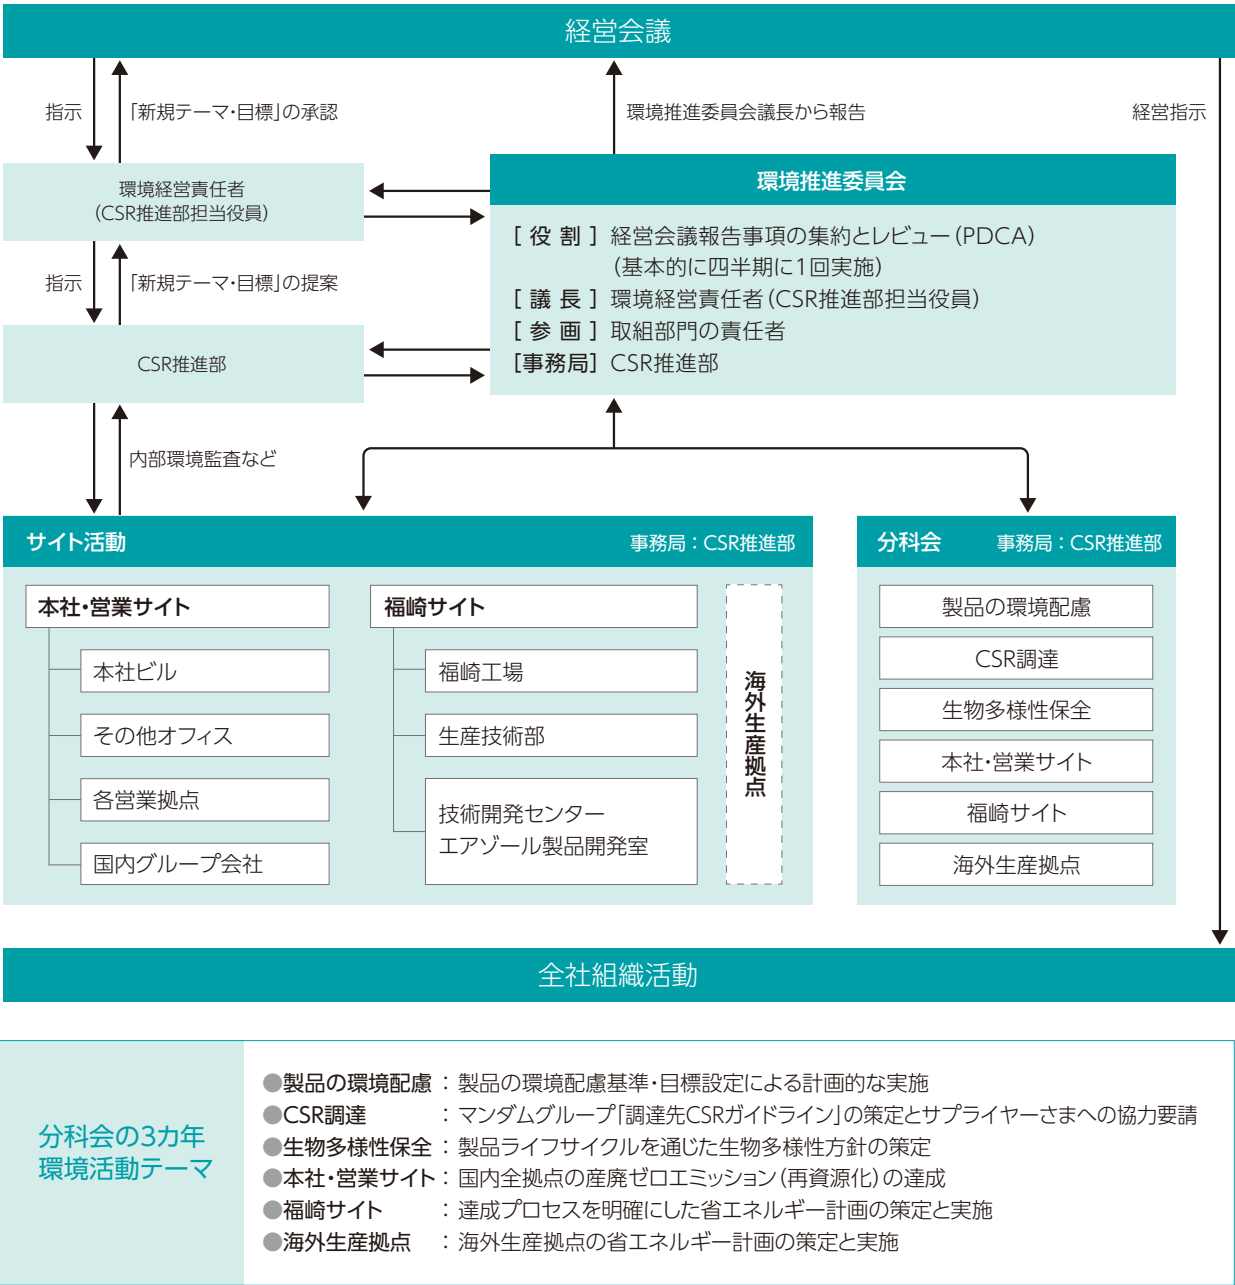 経営会議
指示
「新規テーマ・目標」の承認
環境推進委員会議長から報告
経営指示
環境経営責任者
(CSR推進部担当役員)
環境推進委員会
[ 役 割 ] 経営会議報告事項の集約とレビュー(PDCA)
(基本的に四半期に1回実施)
[ 議 長 ] 環境経営責任者(CSR推進部担当役員)
[ 参 画 ] 取組部門の責任者
[事務局] CSR推進部
指示
「新規テーマ・目標」の提案
CSR推進部
内部環境監査など
サイト活動 事務局:CSR推進部
本社・営業サイト
本社ビル
その他オフィス
各営業拠点
国内グループ会社
福崎サイト
福崎工場
生産技術部
技術開発センター
エアゾール製品開発室
海外生産拠点
分科会 事務局:CSR推進部
製品の環境配慮
CSR調達
生物多様性保全
本社・営業サイト
福崎サイト
海外生産拠点
全社組織活動
分科会の3カ年
環境活動テーマ
●製品の環境配慮:製品の環境配慮基準・目標設定による計画的な実施
●CSR調達:マンダムグループ「調達先CSRガイドライン」の策定とサプライヤーさまへの協力要請
●生物多様性保全:製品ライフサイクルを通じた生物多様性方針の策定
●本社・営業サイト:国内全拠点の産廃ゼロエミッション(再資源化)の達成
●福崎サイト:達成プロセスを明確にした省エネルギー計画の策定と実施
●海外生産拠点:海外生産拠点の省エネルギー計画の策定と実施